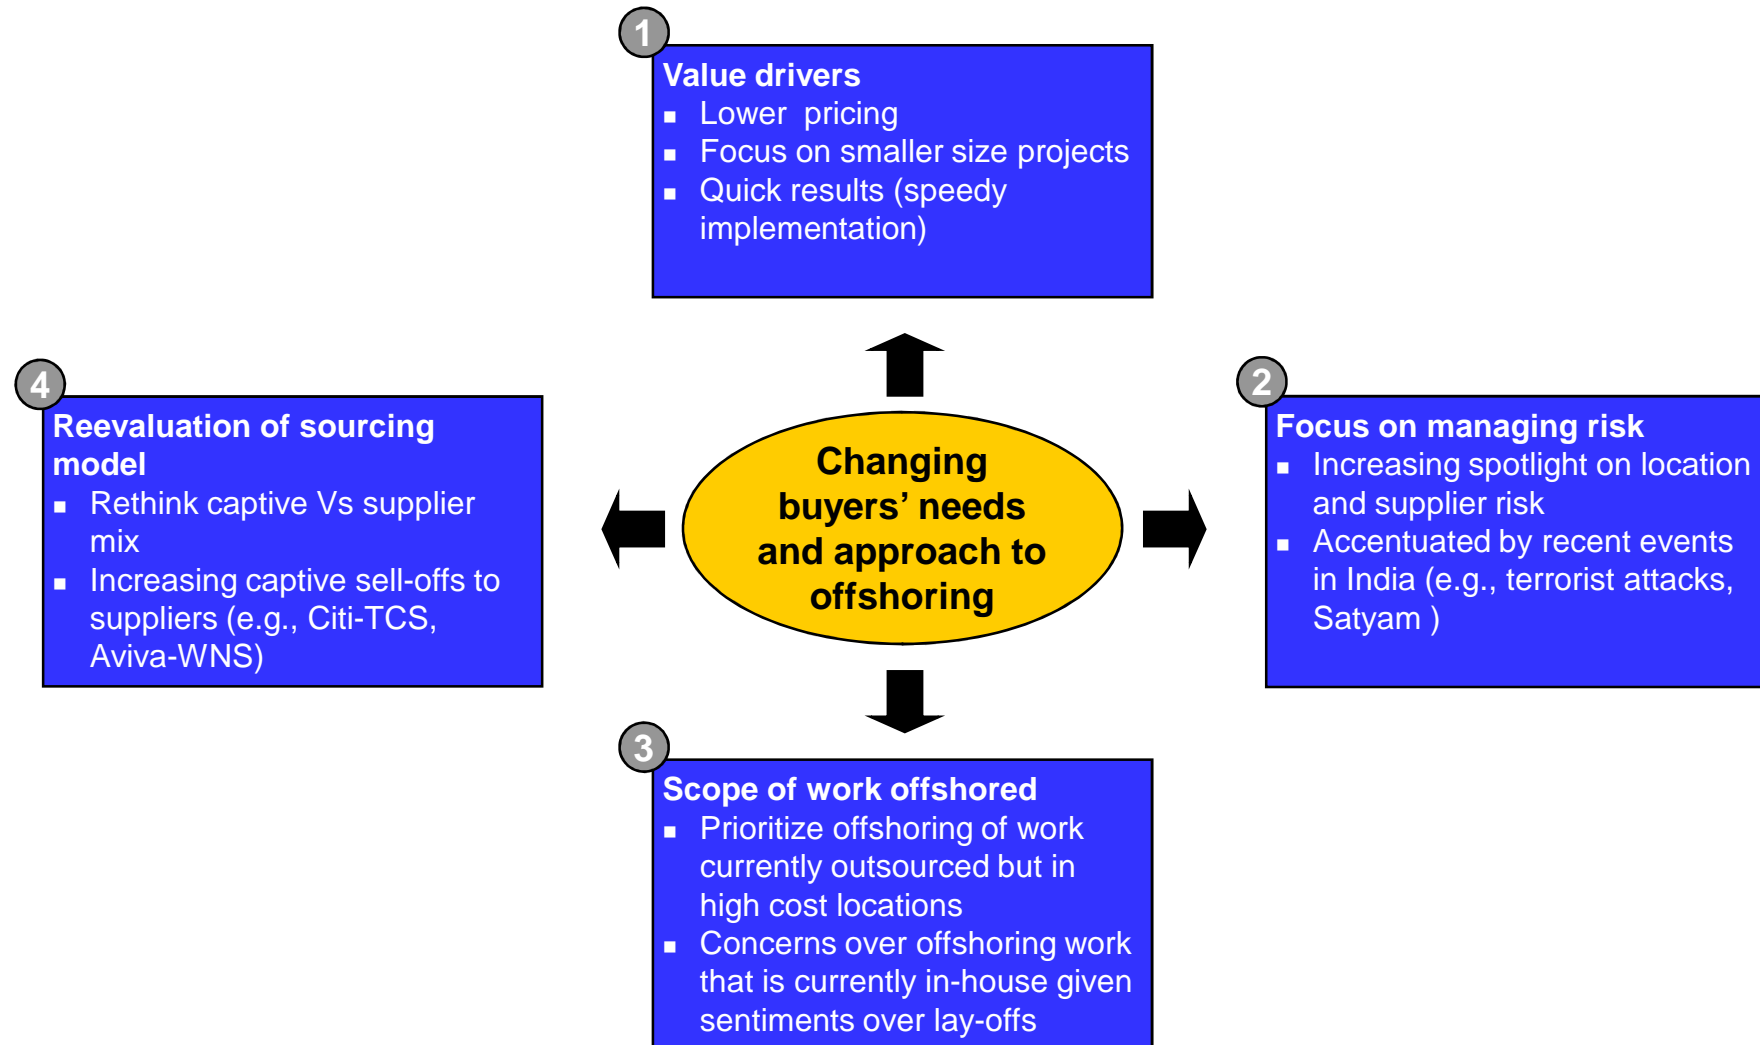 1
Value drivers
▪ Lower pricing
▪ Focus on smaller size projects
▪ Quick results (speedy
implementation)
4
Reevaluation of sourcing
model
▪ Rethink captive Vs supplier
mix
▪ Increasing captive sell-offs to
suppliers (e.g., Citi-TCS,
Aviva-WNS)
Changing
buyers’ needs
and approach to
offshoring
2
Focus on managing risk
▪ Increasing spotlight on location
and supplier risk
▪ Accentuated by recent events
in India (e.g., terrorist attacks,
Satyam )
3
Scope of work offshored
▪ Prioritize offshoring of work
currently outsourced but in
high cost locations
▪ Concerns over offshoring work
that is currently in-house given
sentiments over lay-offs